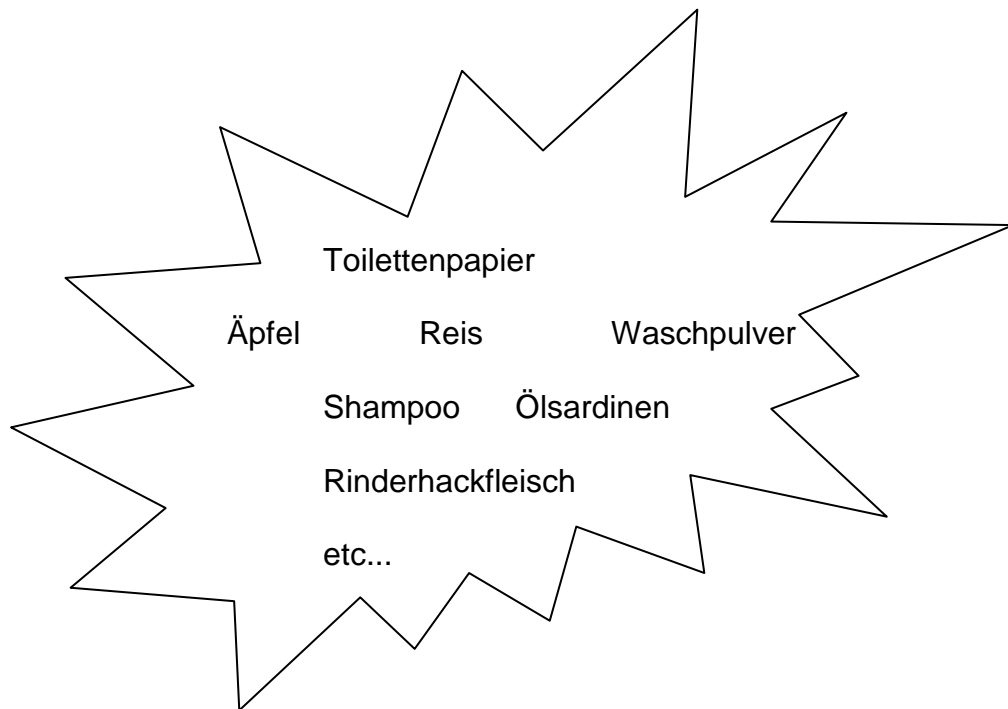 Toilettenpapier
Äpfel Reis Waschpulver
Shampoo Ölsardinen
Rinderhackfleisch
etc...